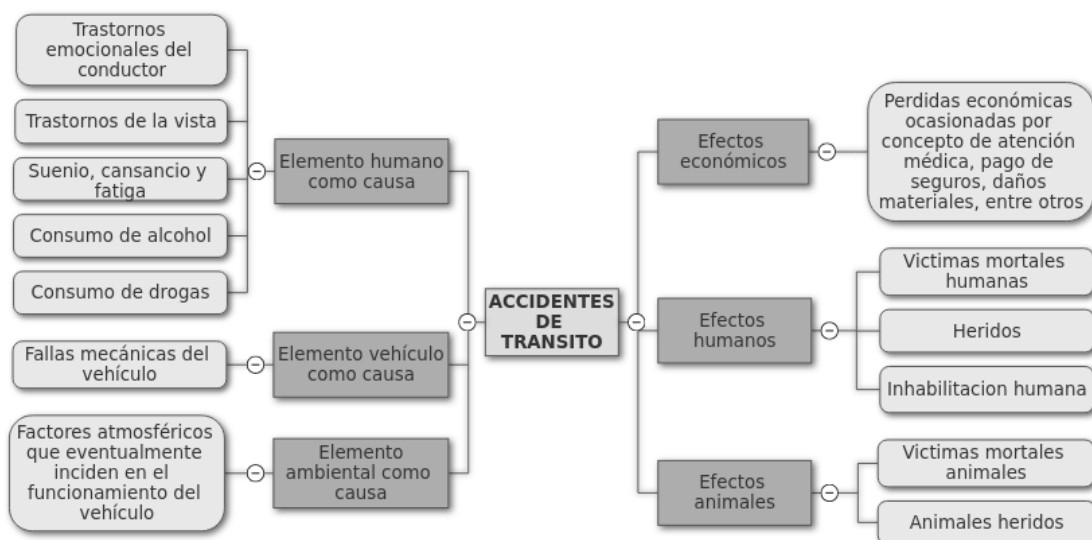 Trastornos
emocionales del
conductor
Trastornos de la vista
Suenio, cansancio y
fatiga
Consumo de alcohol
Consumo de drogas
Elemento humano
como causa
Fallas mecánicas del
vehículo
Elemento vehículo
como causa
Factores atmosféricos
que eventualmente
inciden en el
funcionamiento del
vehículo
Elemento
ambiental como
causa
ACCIDENTES
DE
TRANSITO
Efectos
económicos
Perdidas económicas
ocasionadas por
concepto de atención
médica, pago de
seguros, daños
materiales, entre otros
Efectos
humanos
Victimas mortales
humanas
Heridos
Inhabilitacion humana
Efectos
animales
Victimas mortales
animales
Animales heridos